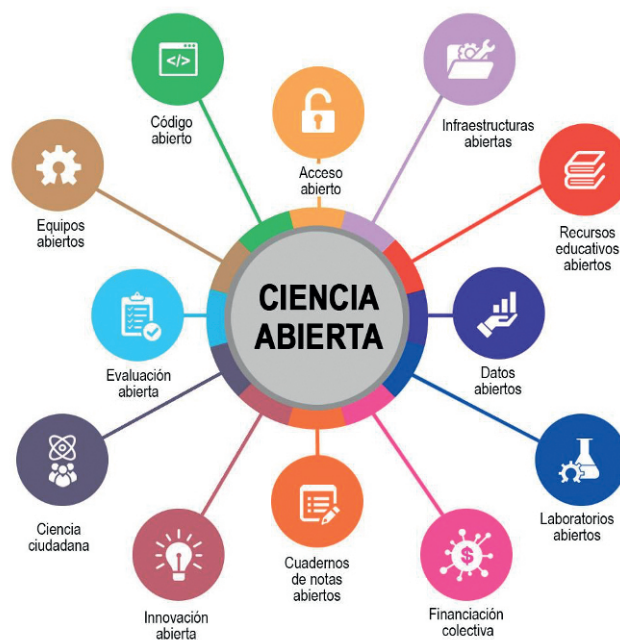 CIENCIA
ABIERTA
Acceso
abierto
Infraestructuras
abiertas
Recursos
educativos
abiertos
Datos
abiertos
Laboratorios
abiertos
Financiación
colectiva
Cuadernos
de notas
abiertos
Innovación
abierta
Ciencia
ciudadana
Evaluación
abierta
Equipos
abiertos
Código
abierto